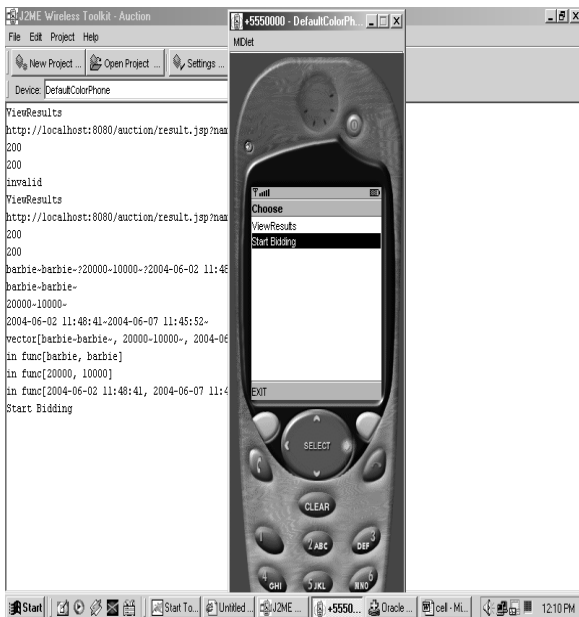 J2ME Wireless Toolkit - Auction
File Edit Project Help
New Project ... Open Project ... Settings ...
Device: DefaultColorPhone
ViewResults
http://localhost:8080/auction/result.jsp?nam
200
200
invalid
ViewResults
http://localhost:8080/auction/result.jsp?nam
200
200
barbie~barbie~?20000~10000~?2004-06-02 11:48
barbie~barbie~
20000~10000~
2004-06-02 11:48:41~2004-06-07 11:45:52~
vector[barbie~barbie~, 20000~10000~, 2004-06
in func[barbie, barbie]
in func[20000, 10000]
in func[2004-06-02 11:48:41, 2004-06-07 11:4
Start Bidding
+5550000 - DefaultColorPh...
MIDlet
Choose
ViewResults
Start Bidding
EXIT
SELECT
CLEAR
1
2 ABC
DEF 3
4 GHI
5 JKL
MNO 6
Start
Start To...
Untitled ...
J2ME ...
+5550...
Oracle ...
cell - Mi...
12:10 PM